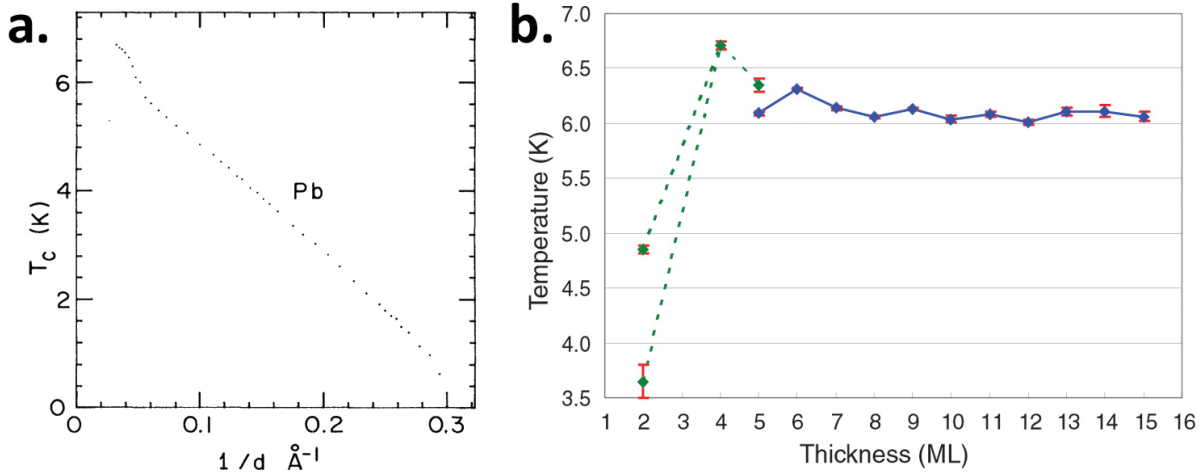 a.
T_C (K)
6
4
2
0
Pb
0
0.1
0.2
0.3
1/d Å⁻¹
b.
Temperature (K)
7.0
6.5
6.0
5.5
5.0
4.5
4.0
3.5
1 2 3 4 5 6 7 8 9 10 11 12 13 14 15 16
Thickness (ML)